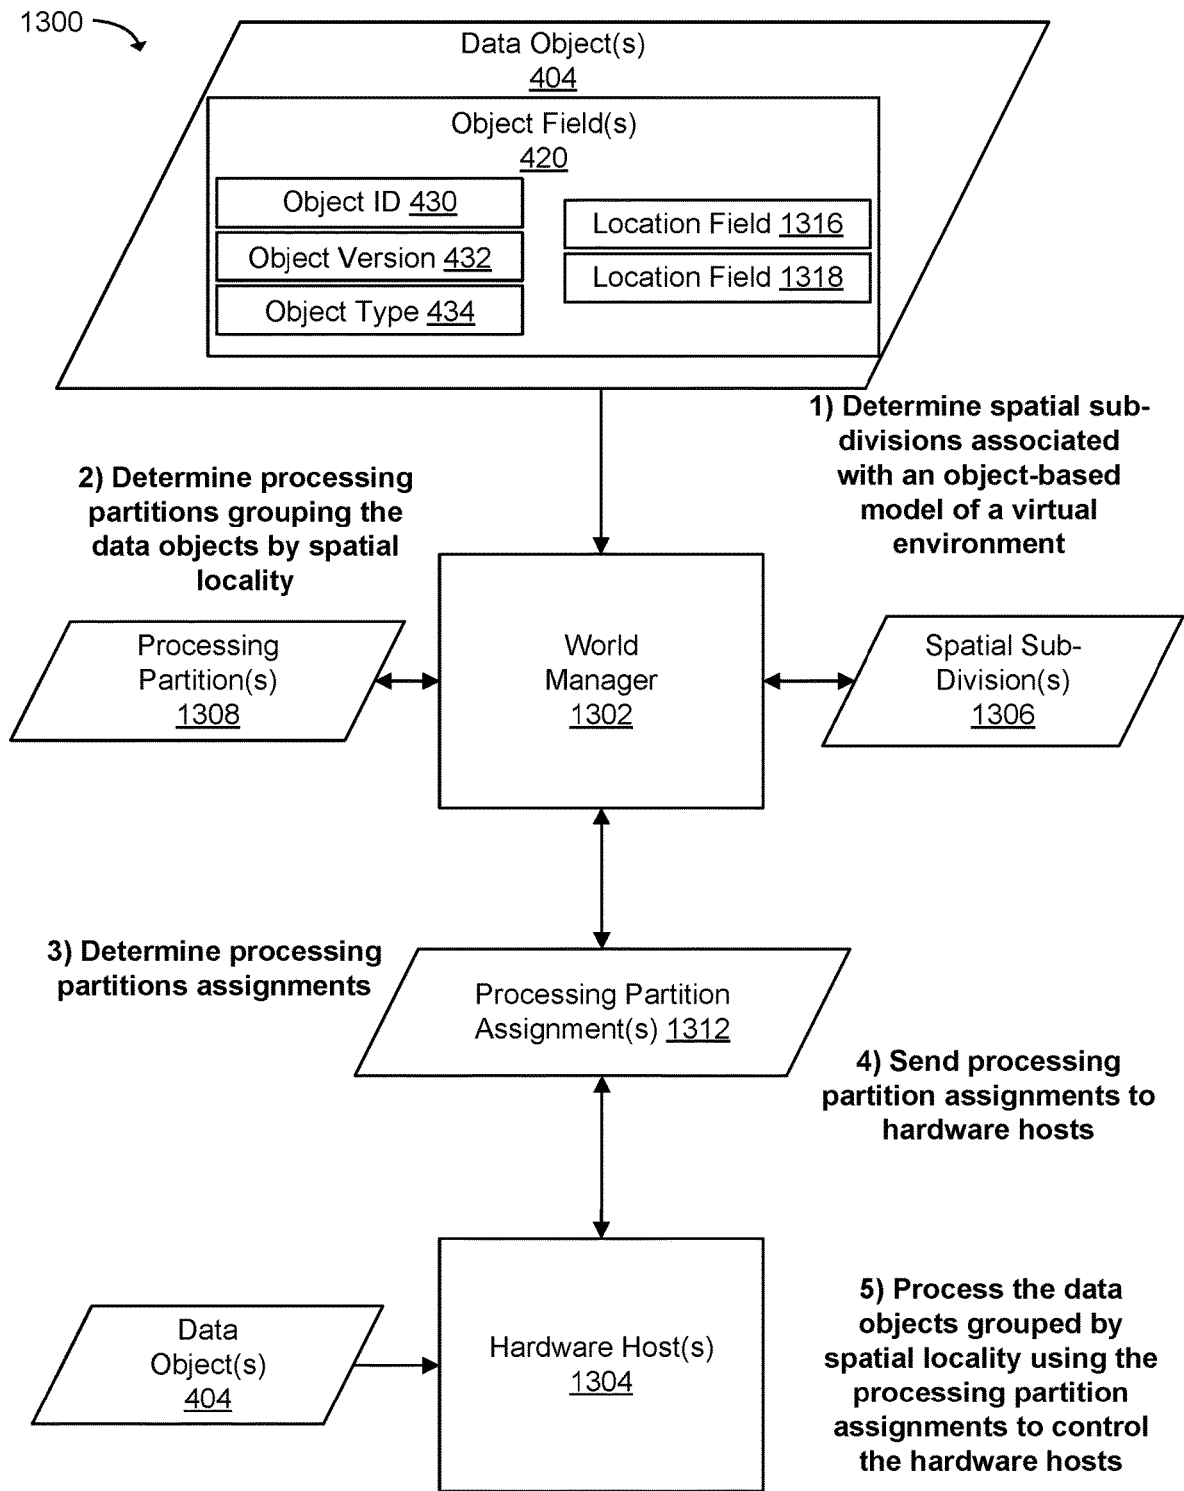 1300
Data Object(s)
404
Object Field(s)
420
Object ID 430
Object Version 432
Object Type 434
Location Field 1316
Location Field 1318
1) Determine spatial sub-
divisions associated
with an object-based
model of a virtual
environment
2) Determine processing
partitions grouping the
data objects by spatial
locality
Processing
Partition(s)
1308
World
Manager
1302
Spatial Sub-
Division(s)
1306
3) Determine processing
partitions assignments
Processing Partition
Assignment(s) 1312
4) Send processing
partition assignments to
hardware hosts
Data
Object(s)
404
Hardware Host(s)
1304
5) Process the data
objects grouped by
spatial locality using the
processing partition
assignments to control
the hardware hosts